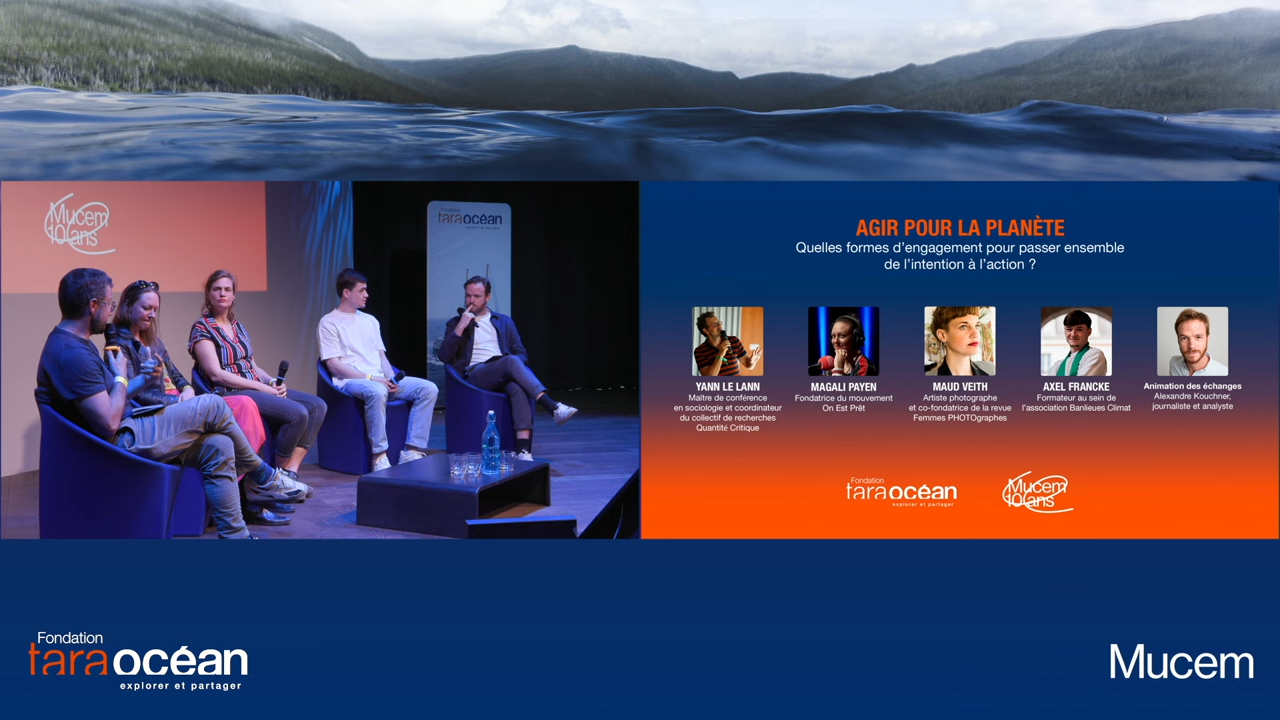 Mucem
10 ans
Fondation
taraocéan
explorer et partager
AGIR POUR LA PLANÈTE
Quelles formes d’engagement pour passer ensemble
de l’intention à l’action ?
YANN LE LANN
Maître de conférence
en sociologie et coordinateur
du collectif de recherches
Quantité Critique
MAGALI PAYEN
Fondatrice du mouvement
On Est Prêt
MAUD VEITH
Artiste photographe
et co-fondatrice de la revue
Femmes PHOTOgraphes
AXEL FRANCKE
Formateur au sein de
l’association Banlieues Climat
Animation des échanges
Alexandre Kouchner,
journaliste et analyste
Fondation
taraocéan
explorer et partager
Mucem
10 ans
Fondation
taraocéan
explorer et partager
Mucem